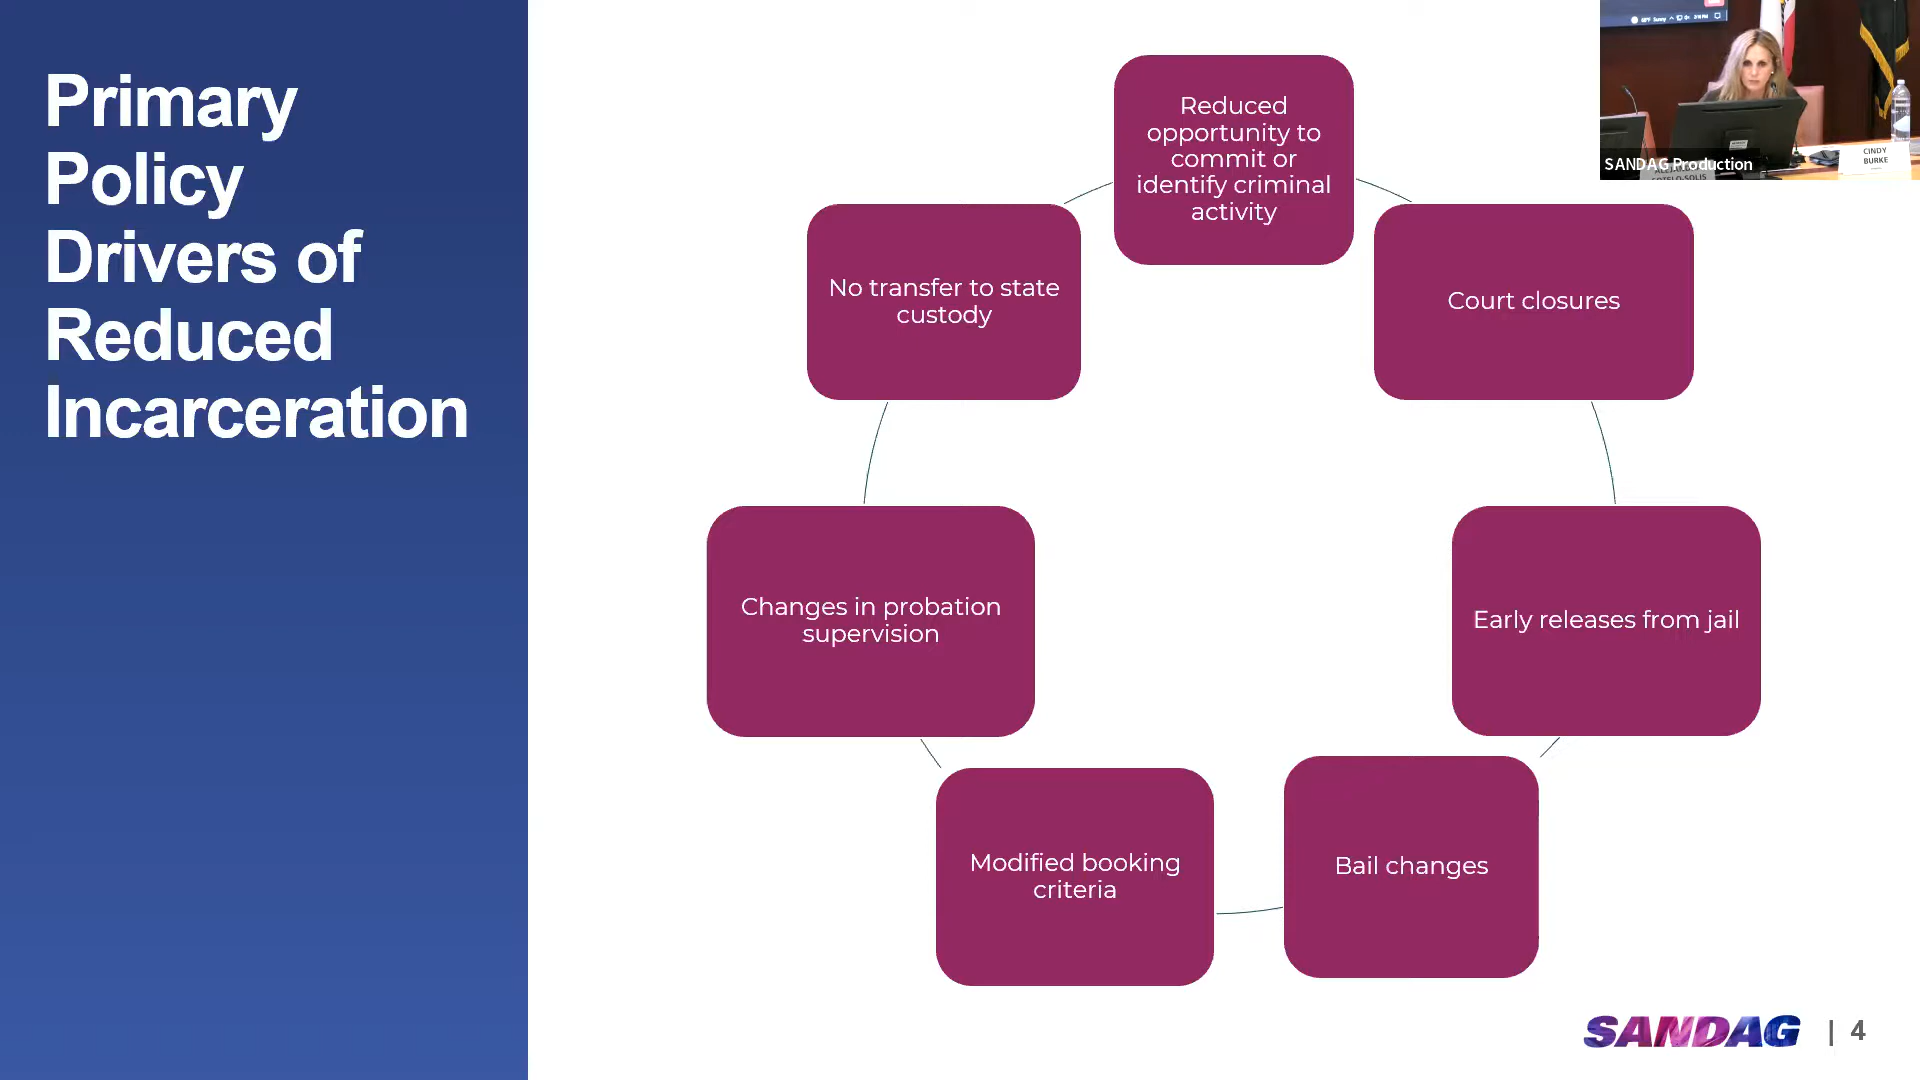 Primary
Policy
Drivers of
Reduced
Incarceration
Reduced
opportunity to
commit or
identify criminal
activity
Court closures
Early releases from jail
Bail changes
Modified booking
criteria
Changes in probation
supervision
No transfer to state
custody
SANDAG Production
CINDY
BURKE
SANDAG | 4